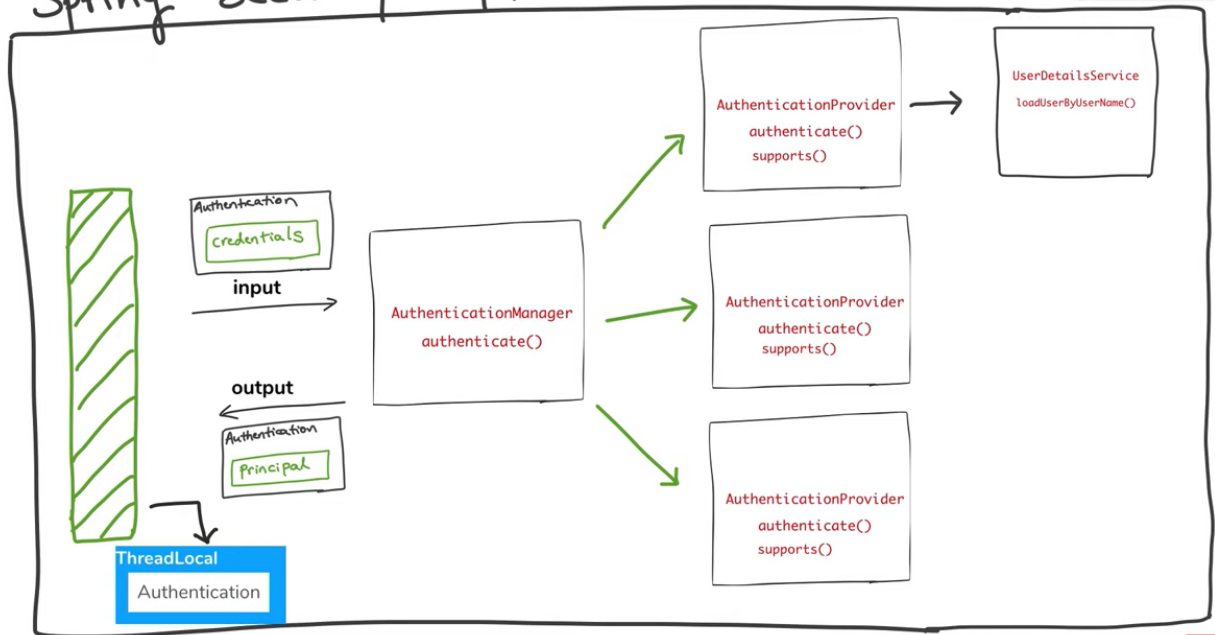 Spring
Authentication
credentials
input
AuthenticationManager
authenticate()
output
Authentication
Principal
ThreadLocal
Authentication
AuthenticationProvider
authenticate()
supports()
UserDetailsService
loadUserByUserName()
AuthenticationProvider
authenticate()
supports()
AuthenticationProvider
authenticate()
supports()